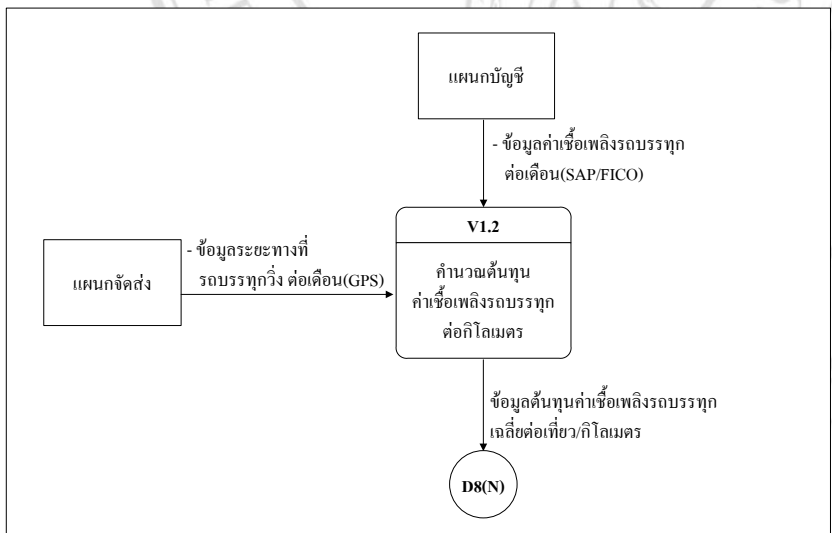 แผนกบัญชี
- ข้อมูลค่าเชื้อเพลิงรถบรรทุก
ต่อเดือน(SAP/FICO)
V1.2
คำนวณต้นทุน
ค่าเชื้อเพลิงรถบรรทุก
ต่อกิโลเมตร
แผนกจัดส่ง
- ข้อมูลระยะทางที่
รถบรรทุกวิ่ง ต่อเดือน(GPS)
ข้อมูลต้นทุนค่าเชื้อเพลิงรถบรรทุก
เฉลี่ยต่อเที่ยว/กิโลเมตร
D8(N)